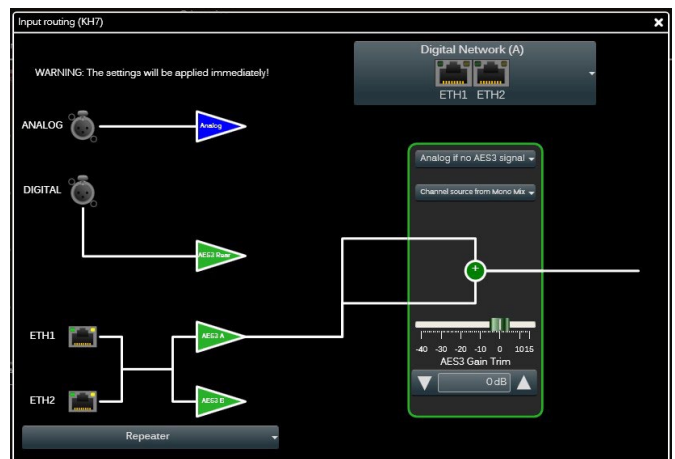 Input routing (KH7)
Digital Network (A)
WARNING: The settings will be applied immediately!
ETH1 ETH2
ANALOG
Analog
Analog if no AES3 signal
DIGITAL
Channel source from Mono Mix
AES3 Rear
+
ETH1
AES3 A
-40 -30 -20 -10 0 10 15
AES3 Gain Trim
0 dB
ETH2
AES3 B
Repeater